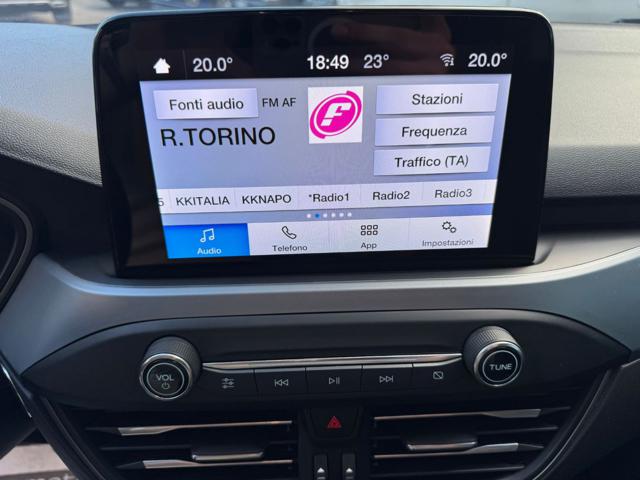 20.0° 18:49 23° 20.0°
Fonti audio FM AF Stazioni
R.TORINO Frequenza
Traffico (TA)
5 KKITALIA KKNAPO *Radio1 Radio2 Radio3
Audio Telefono App Impostazioni
VOL TUNE